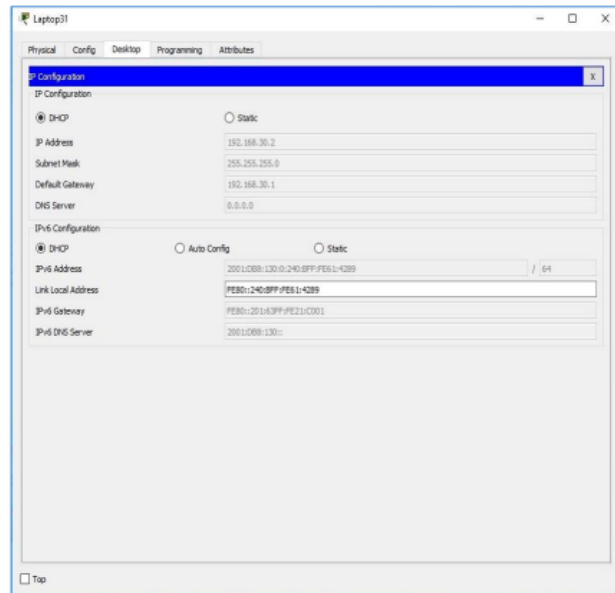 Laptop31
Physical Config Desktop Programming Attributes
IP Configuration X
IP Configuration
DHCP Static
IP Address 192.168.30.2
Subnet Mask 255.255.255.0
Default Gateway 192.168.30.1
DNS Server 0.0.0.0
IPv6 Configuration
DHCP Auto Config Static
IPv6 Address 2001:DB8:130:0:240:BFF:FE61:4289 / 64
Link Local Address FE80::240:BFF:FE61:4289
IPv6 Gateway FE80::201:63FF:FE21:C001
IPv6 DNS Server 2001:DB8:130::
Top